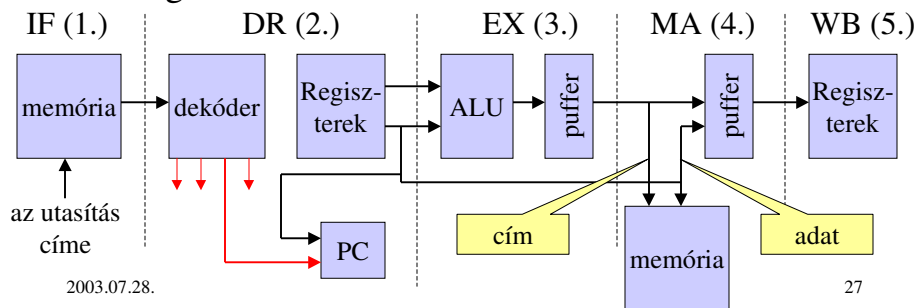 IF (1.)
DR (2.)
EX (3.)
MA (4.)
WB (5.)
memória
dekóder
Regisz-
terek
ALU
puffer
puffer
Regisz-
terek
az utasítás
címe
PC
cím
adat
memória
2003.07.28.
27